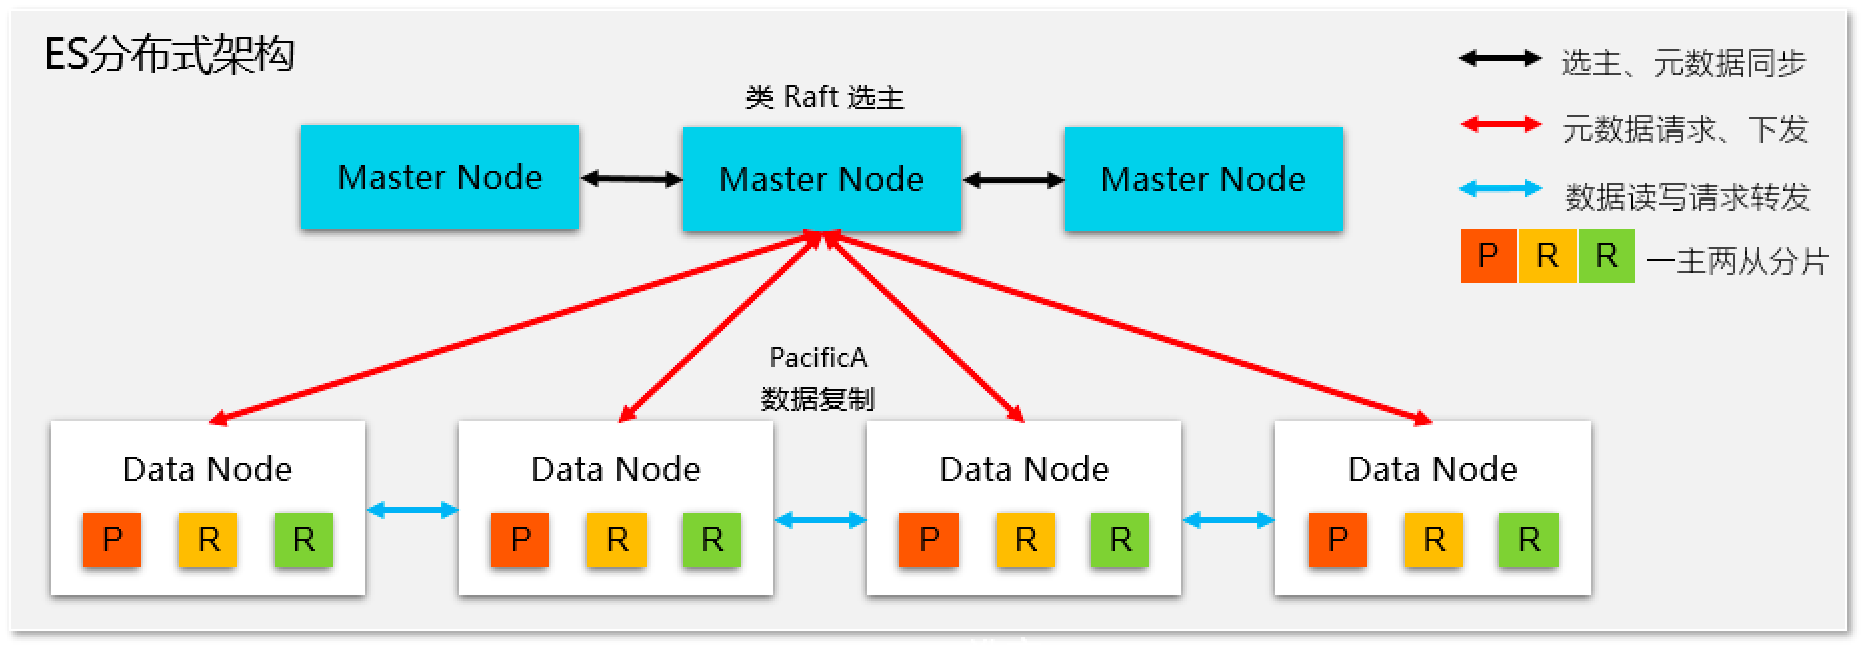 ES分布式架构
类 Raft 选主
Master Node
Master Node
Master Node
选主、元数据同步
元数据请求、下发
数据读写请求转发
P R R 一主两从分片
PacificA
数据复制
Data Node
P R R
Data Node
P R R
Data Node
P R R
Data Node
P R R